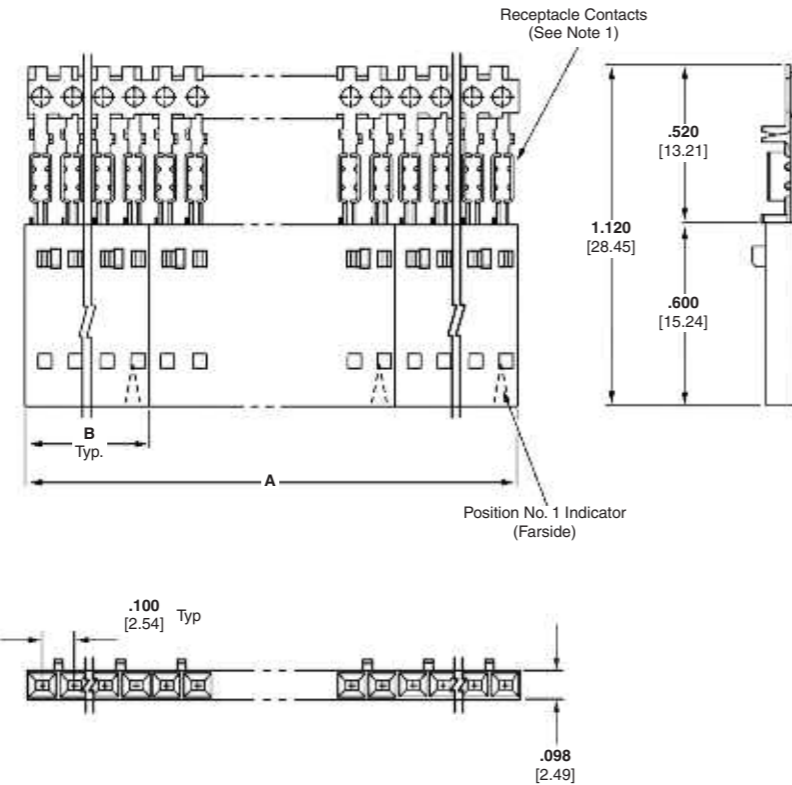 Receptacle Contacts
(See Note 1)
.520
[13.21]
1.120
[28.45]
.600
[15.24]
B
Typ.
A
Position No. 1 Indicator
(Farside)
.100
[2.54]
Typ
.098
[2.49]